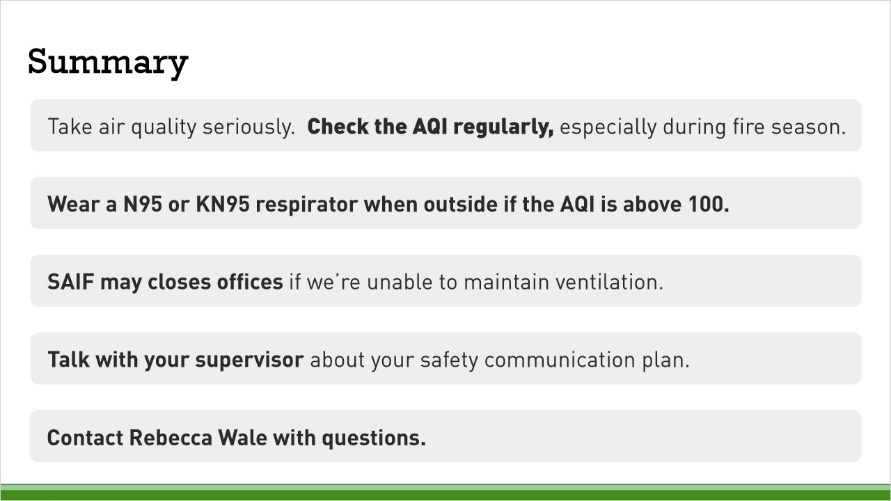 Summary
Take air quality seriously.  Check the AQI regularly, especially during fire season.
Wear a N95 or KN95 respirator when outside if the AQI is above 100.
SAIF may closes offices if we’re unable to maintain ventilation.
Talk with your supervisor about your safety communication plan.
Contact Rebecca Wale with questions.